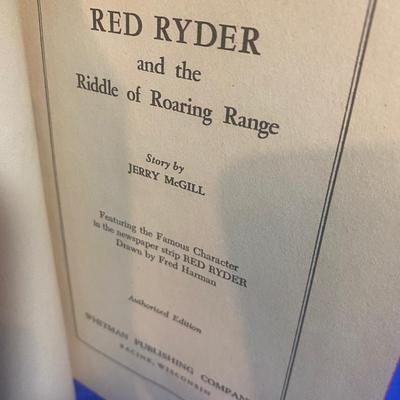 RED RYDER
and the
Riddle of Roaring Range
Story by
JERRY McGILL
Featuring the Famous Character
in the newspaper strip RED RYDER
Drawn by Fred Harman
Authorized Edition
WHITMAN PUBLISHING COMPANY
RACINE, WISCONSIN